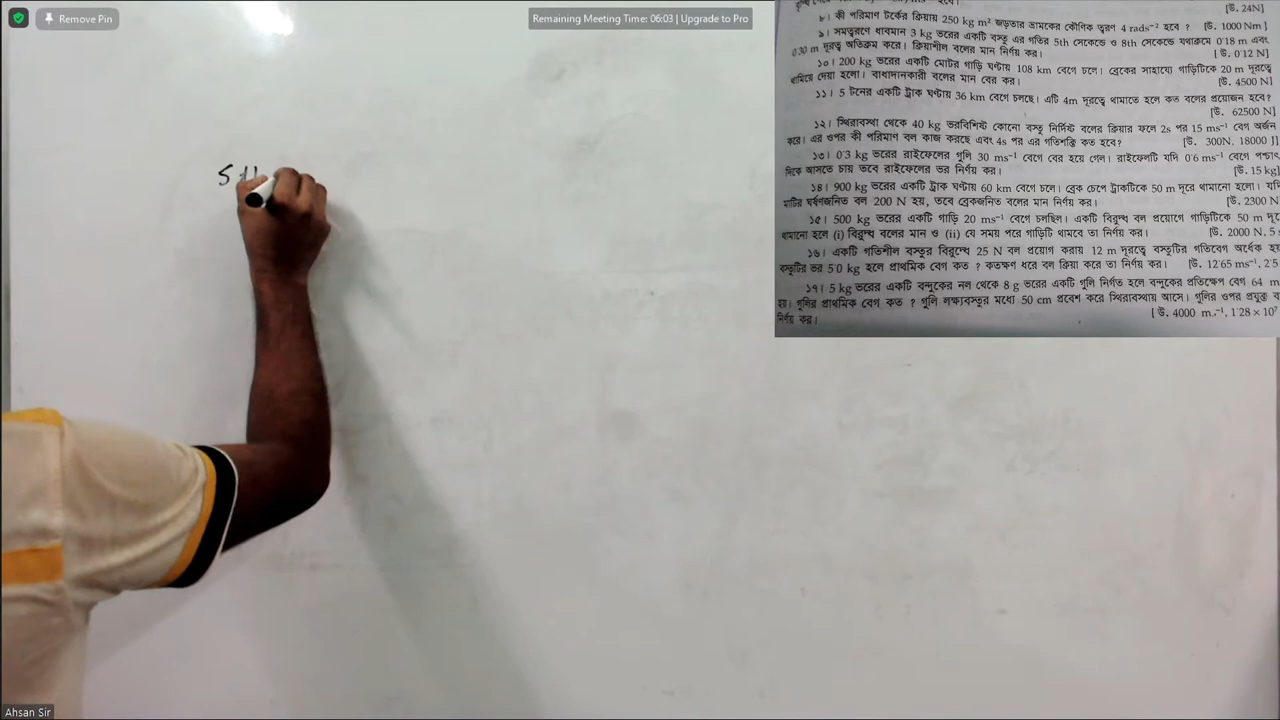 Remove Pin
Remaining Meeting Time: 06:03 | Upgrade to Pro
[উ. 24N]
৮। কী পরিমাণ টর্কের ক্রিয়ায় 250 kg m² জড়তার ভ্রামকের কৌণিক ত্বরণ 4 rads⁻² হবে ? [উ. 1000 Nm ]
৯। সমত্বরণে ধাবমান 3 kg ভরের একটি বস্তু এর গতির 5th সেকেন্ডে ও 8th সেকেন্ডে যথাক্রমে 0·18 m এবং
0·30 m দূরত্ব অতিক্রম করে। ক্রিয়াশীল বলের মান নির্ণয় কর। [উ. 0·12 N]
১০। 200 kg ভরের একটি মোটর গাড়ি ঘণ্টায় 108 km বেগে চলে। ব্রেকের সাহায্যে গাড়িটিকে 20 m দূরত্বে
থামিয়ে দেয়া হলো। বাধাদানকারী বলের মান বের কর। [উ. 4500 N]
১১। 5 টনের একটি ট্রাক ঘণ্টায় 36 km বেগে চলছে। এটি 4m দূরত্বে থামাতে হলে কত বলের প্রয়োজন হবে?
[উ. 62500 N]
১২। স্থিরাবস্থা থেকে 40 kg ভরবিশিষ্ট কোনো বস্তু নির্দিষ্ট বলের ক্রিয়ার ফলে 2s পর 15 ms⁻¹ বেগ অর্জন
করে। এর ওপর কী পরিমাণ বল কাজ করছে এবং 4s পর এর গতিশক্তি কত হবে? [উ. 300N. 18000 J]
১৩। 0·3 kg ভরের রাইফেলের গুলি 30 ms⁻¹ বেগে বের হয়ে গেল। রাইফেলটি যদি 0·6 ms⁻¹ বেগে পশ্চাৎ
দিকে আসতে চায় তবে রাইফেলের ভর নির্ণয় কর। [উ. 15 kg]
১৪। 900 kg ভরের একটি ট্রাক ঘণ্টায় 60 km বেগে চলে। ব্রেক চেপে ট্রাকটিকে 50 m দূরে থামানো হলো। যদি
মাটির ঘর্ষণজনিত বল 200 N হয়, তবে ব্রেকজনিত বলের মান নির্ণয় কর। [উ. 2300 N
১৫। 500 kg ভরের একটি গাড়ি 20 ms⁻¹ বেগে চলছিল। একটি বিরুদ্ধ বল প্রয়োগে গাড়িটিকে 50 m দূ
থামানো হলে (i) বিরুদ্ধ বলের মান ও (ii) যে সময় পরে গাড়িটি থামবে তা নির্ণয় কর। [উ. 2000 N, 5
১৬। একটি গতিশীল বস্তুর বিরুদ্ধে 25 N বল প্রয়োগ করায় 12 m দূরত্বে বস্তুটির গতিবেগ অর্ধেক হ
বস্তুটির ভর 5·0 kg হলে প্রাথমিক বেগ কত ? কতক্ষণ ধরে বল ক্রিয়া করে তা নির্ণয় কর। [উ. 12·65 ms⁻¹, 2·5
১৭। 5 kg ভরের একটি বন্দুকের নল থেকে 8 g ভরের একটি গুলি নির্গত হলে বন্দুকের প্রতিক্ষেপ বেগ 64 m
হয়। গুলির প্রাথমিক বেগ কত ? গুলি লক্ষ্যবস্তুর মধ্যে 50 cm প্রবেশ করে স্থিরাবস্থায় আসে। গুলির ওপর প্রযুক্ত
নির্ণয় কর। [ উ. 4000 m.⁻¹, 1·28 × 10⁷
5
Ahsan Sir